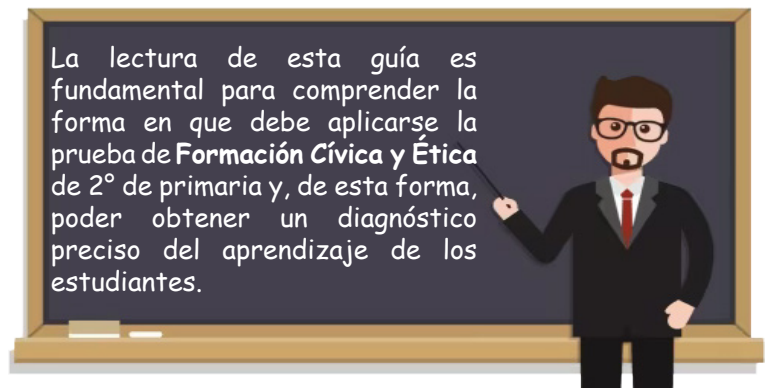 La lectura de esta guía es
fundamental para comprender la
forma en que debe aplicarse la
prueba de Formación Cívica y Ética
de 2° de primaria y, de esta forma,
poder obtener un diagnóstico
preciso del aprendizaje de los
estudiantes.